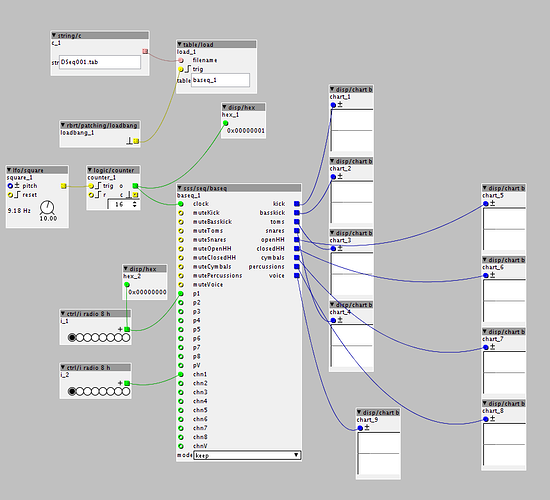 string/c
c_1
str DSeq001.tab
table/load
load_1
filename
trig
table baseq_1
rbrt/patching/loadbang
loadbang_1
disp/hex
hex_1
0x00000001
lfo/square
square_1
pitch
reset
9.18 Hz
10.00
logic/counter
counter_1
trig o
r c
16
disp/hex
hex_2
0x00000000
ctrl/i radio 8 h
i_1
ctrl/i radio 8 h
i_2
sss/seq/baseq
baseq_1
clock kick
muteKick basskick
muteBasskick toms
muteToms snares
muteSnares openHH
muteOpenHH closedHH
muteClosedHH cymbals
muteCymbals percussions
mutePercussions voice
muteVoice
p1
p2
p3
p4
p5
p6
p7
p8
pV
chn1
chn2
chn3
chn4
chn5
chn6
chn7
chn8
chnV
mode keep
disp/chart b
chart_1
disp/chart b
chart_2
disp/chart b
chart_3
disp/chart b
chart_4
disp/chart b
chart_5
disp/chart b
chart_6
disp/chart b
chart_7
disp/chart b
chart_8
disp/chart b
chart_9